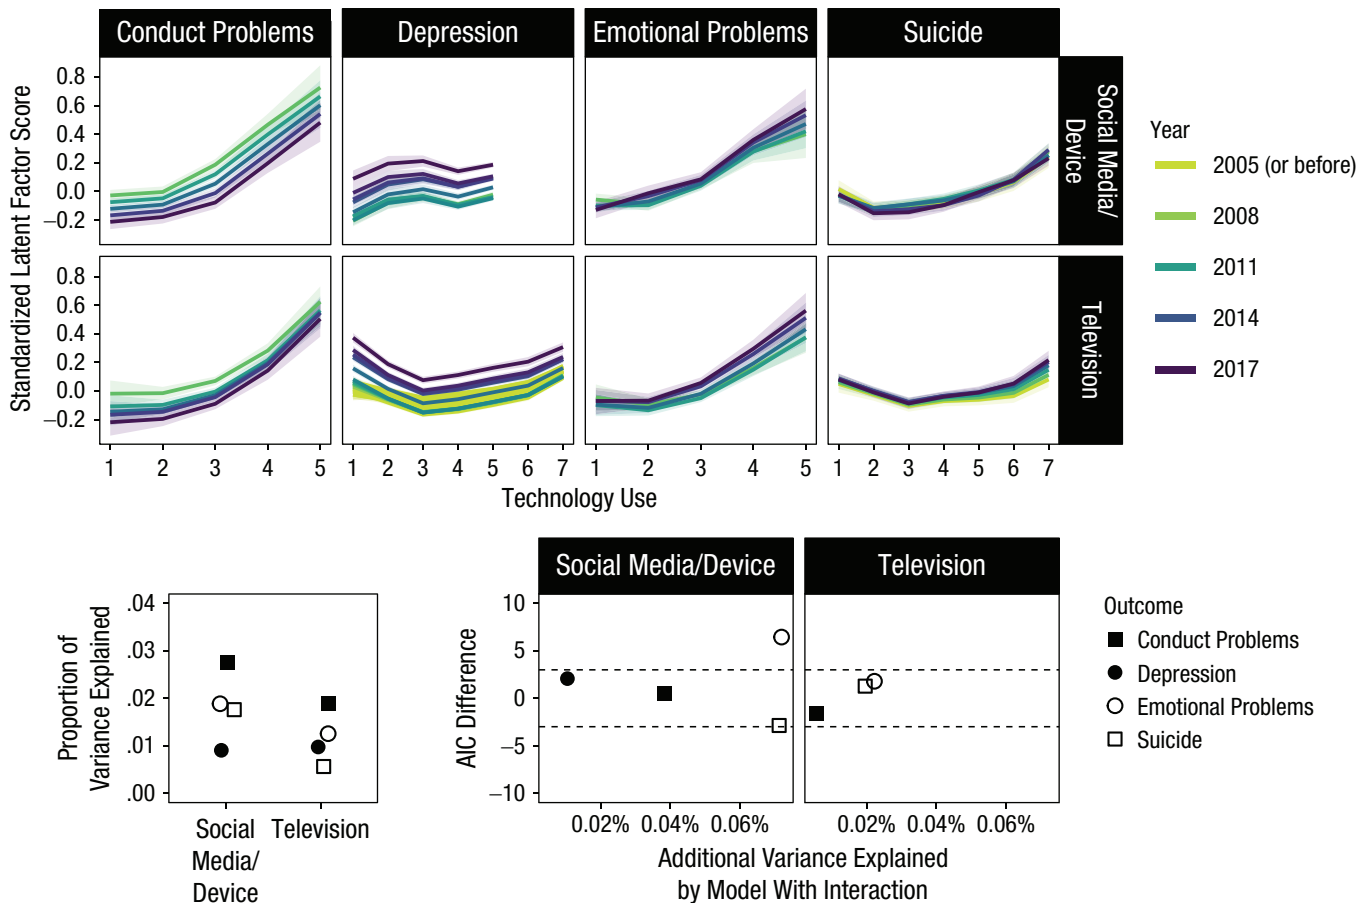 Conduct Problems
Depression
Emotional Problems
Suicide
Standardized Latent Factor Score
0.8
0.6
0.4
0.2
0.0
−0.2
Social Media/
Device
0.8
0.6
0.4
0.2
0.0
−0.2
Television
1 2 3 4 5
1 2 3 4 5 6 7
1 2 3 4 5
1 2 3 4 5 6 7
Technology Use
Year
2005 (or before)
2008
2011
2014
2017
Proportion of
Variance Explained
.04
.03
.02
.01
.00
Social
Media/
Device
Television
Social Media/Device
Television
AIC Difference
10
5
0
−5
−10
0.02% 0.04% 0.06%
0.02% 0.04% 0.06%
Additional Variance Explained
by Model With Interaction
Outcome
Conduct Problems
Depression
Emotional Problems
Suicide